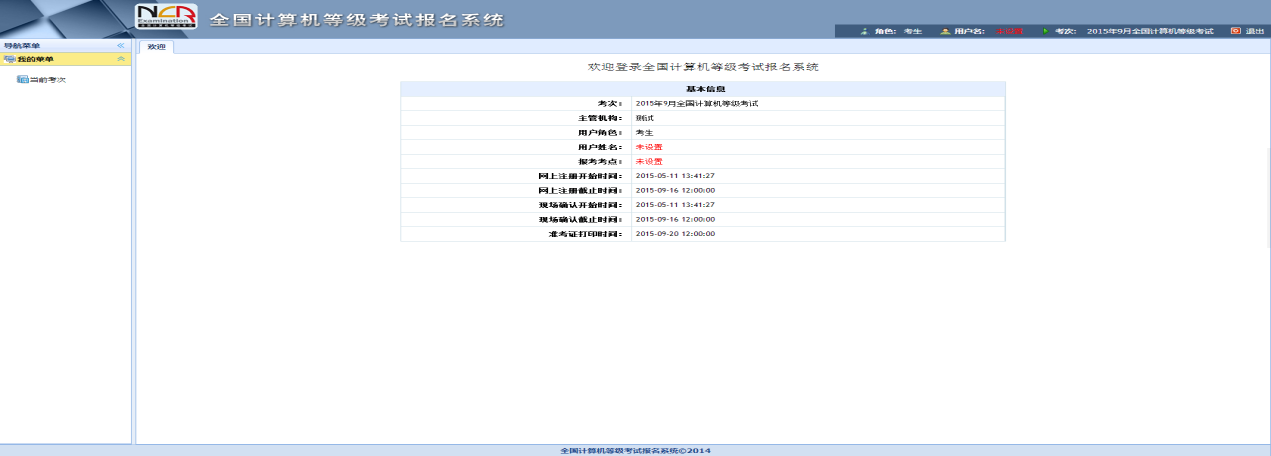 NCR
Examination
全国计算机等级考试报名系统
角色: 考生 用户名: 考次: 2015年9月全国计算机等级考试 退出
导航菜单
欢迎
我的菜单
当前考次
欢迎登录全国计算机等级考试报名系统
基本信息
考次: 2015年9月全国计算机等级考试
主管机构: 测试
用户角色: 考生
用户姓名: 未设置
报考考点: 未设置
网上注册开始时间: 2015-05-11 13:41:27
网上注册截止时间: 2015-09-16 12:00:00
现场确认开始时间: 2015-05-11 13:41:27
现场确认截止时间: 2015-09-16 12:00:00
准考证打印时间: 2015-09-20 12:00:00
全国计算机等级考试报名系统©2014